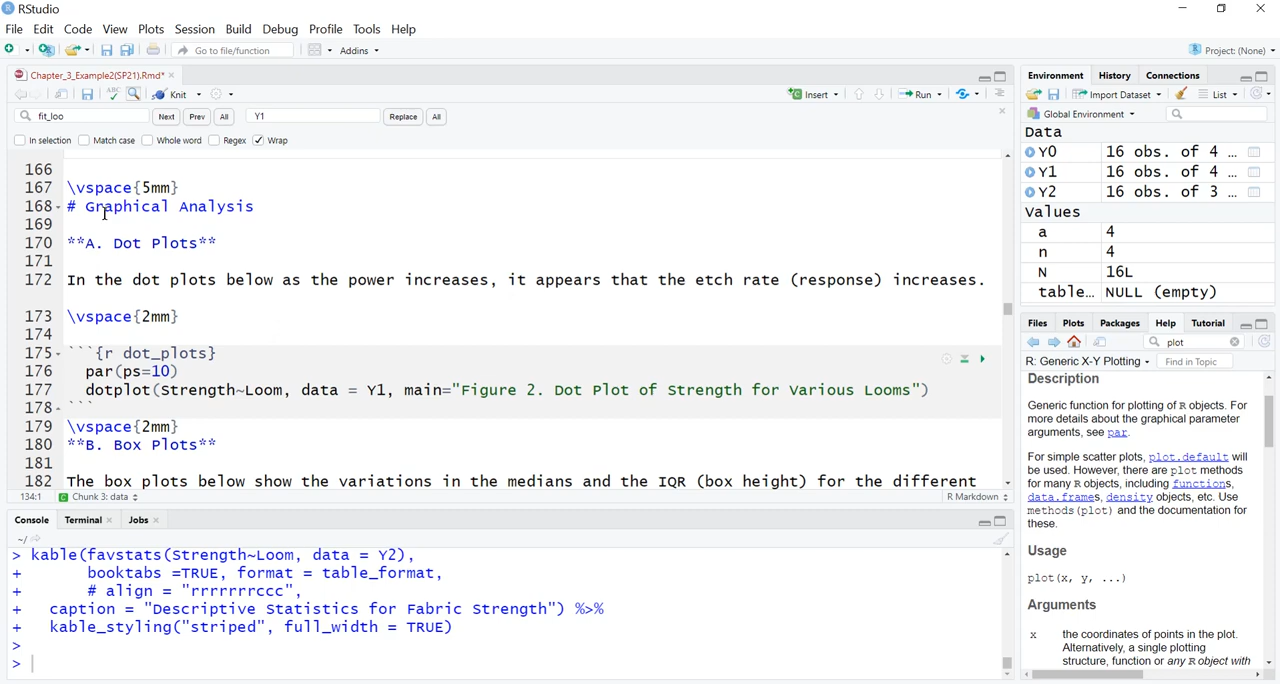 RStudio
File Edit Code View Plots Session Build Debug Profile Tools Help
Go to file/function Addins Project: (None)
Chapter_3_Example2(SP21).Rmd*
Knit Insert Run
fit_loo Next Prev All Y1 Replace All
In selection Match case Whole word Regex Wrap
166
167 \vspace{5mm}
168 # Graphical Analysis
169
170 **A. Dot Plots**
171
172 In the dot plots below as the power increases, it appears that the etch rate (response) increases.
173 \vspace{2mm}
174
175 ```{r dot_plots}
176 par(ps=10)
177 dotplot(Strength~Loom, data = Y1, main="Figure 2. Dot Plot of Strength for Various Looms")
178 ```
179 \vspace{2mm}
180 **B. Box Plots**
181
182 The box plots below show the variations in the medians and the IQR (box height) for the different
134:1 Chunk 3: data R Markdown
Console Terminal Jobs
~/
> kable(favstats(Strength~Loom, data = Y2),
+ booktabs =TRUE, format = table_format,
+ # align = "rrrrrrrccc",
+ caption = "Descriptive Statistics for Fabric Strength") %>%
+ kable_styling("striped", full_width = TRUE)
>
>
Environment History Connections
Import Dataset List
Global Environment
Data
Y0 16 obs. of 4 …
Y1 16 obs. of 4 …
Y2 16 obs. of 3 …
Values
a 4
n 4
N 16L
table… NULL (empty)
Files Plots Packages Help Tutorial
plot
R: Generic X-Y Plotting Find in Topic
Description
Generic function for plotting of R objects. For
more details about the graphical parameter
arguments, see par.
For simple scatter plots, plot.default will
be used. However, there are plot methods
for many R objects, including functions,
data.frames, density objects, etc. Use
methods(plot) and the documentation for
these.
Usage
plot(x, y, ...)
Arguments
x the coordinates of points in the plot.
Alternatively, a single plotting
structure, function or any R object with